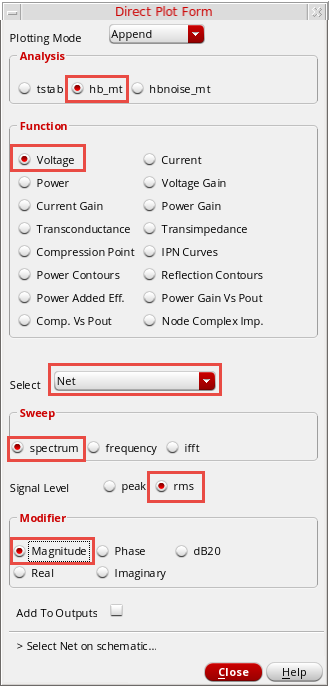 Direct Plot Form
Plotting Mode Append
Analysis
tstab hb_mt hbnoise_mt
Function
Voltage Current
Power Voltage Gain
Current Gain Power Gain
Transconductance Transimpedance
Compression Point IPN Curves
Power Contours Reflection Contours
Power Added Eff. Power Gain Vs Pout
Comp. Vs Pout Node Complex Imp.
Select Net
Sweep
spectrum frequency ifft
Signal Level peak rms
Modifier
Magnitude Phase dB20
Real Imaginary
Add To Outputs
> Select Net on schematic...
Close Help